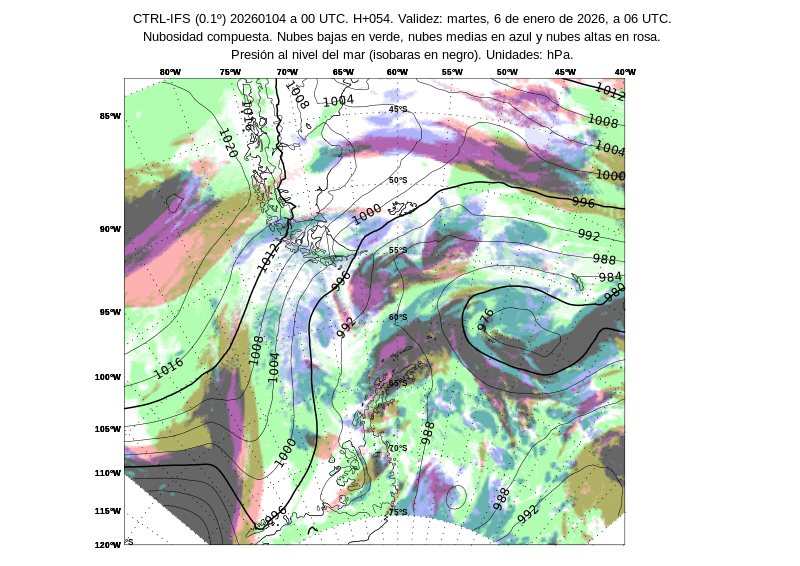 CTRL-IFS (0.1º) 20260104 a 00 UTC. H+054. Validez: martes, 6 de enero de 2026, a 06 UTC.
Nubosidad compuesta. Nubes bajas en verde, nubes medias en azul y nubes altas en rosa.
Presión al nivel del mar (isobaras en negro). Unidades: hPa.
80ºW 75ºW 70ºW 65ºW 60ºW 55ºW 50ºW 45ºW 40ºW
1008 1004 1012
85ºW 1016 45ºS 1008
1020 1004
50ºS 1000
1000 996
90ºW 992
1012 55ºS 988
996 984
95ºW 980
992 60ºS 976
1008
1016 1004
100ºW 65ºS
105ºW 988
1000 70ºS
110ºW
988
115ºW 996 75ºS 992
120ºW ºS